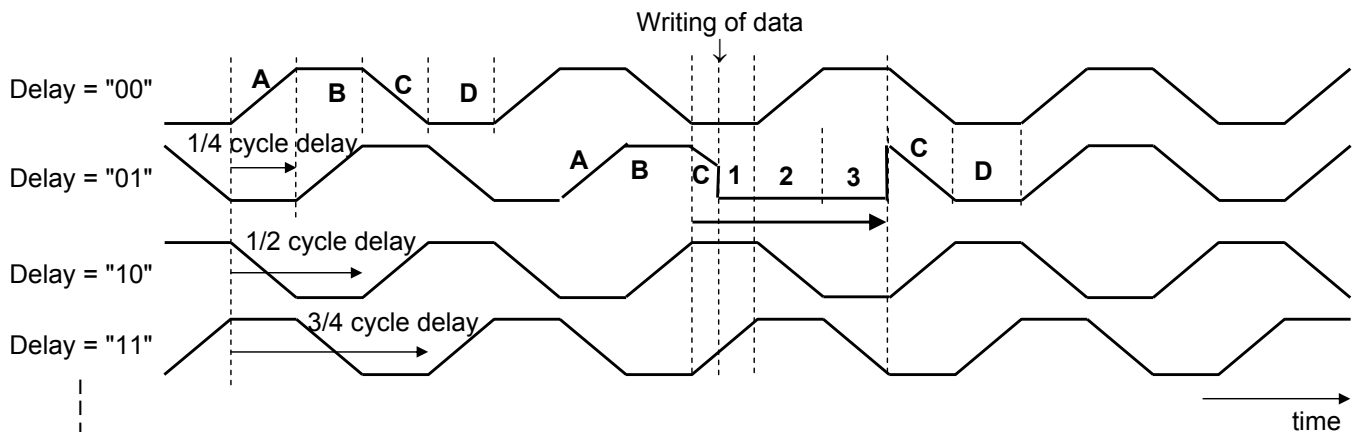 Writing of data
Delay = "00" A B C D
1/4 cycle delay
Delay = "01" A B C 1 2 3 C D
1/2 cycle delay
Delay = "10"
3/4 cycle delay
Delay = "11"
time